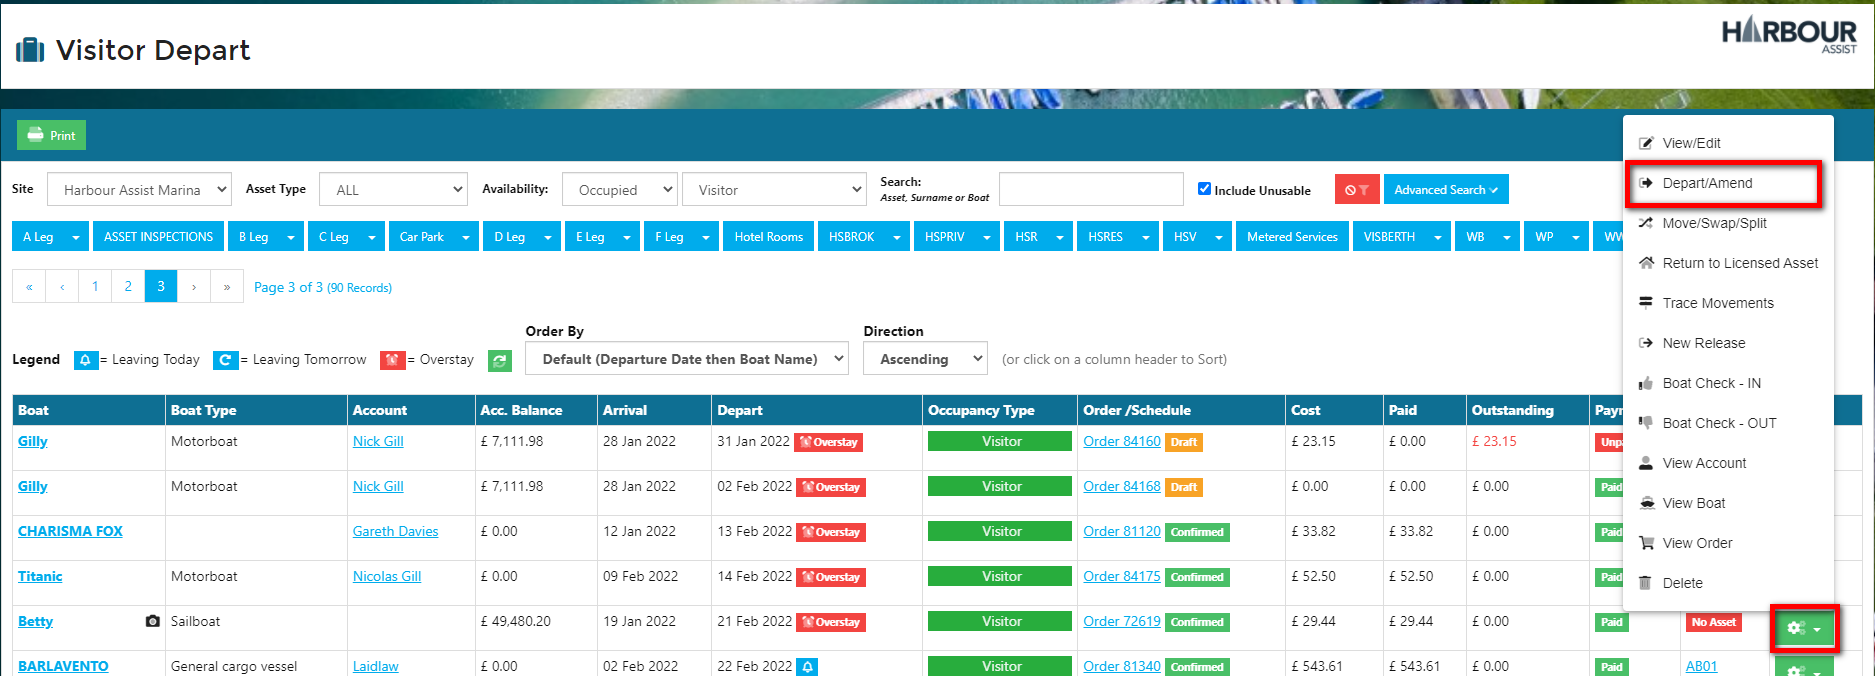 Visitor Depart
HARBOUR
ASSIST
Print
Site Harbour Assist Marina Asset Type ALL Availability: Occupied Visitor Search: Asset, Surname or Boat Include Unusable Advanced Search
A Leg ASSET INSPECTIONS B Leg C Leg Car Park D Leg E Leg F Leg Hotel Rooms HSBROK HSPRIV HSR HSRES HSV Metered Services VISBERTH WB WP
« ‹ 1 2 3 › » Page 3 of 3 (90 Records)
Order By Direction
Legend = Leaving Today = Leaving Tomorrow = Overstay Default (Departure Date then Boat Name) Ascending (or click on a column header to Sort)
Boat Boat Type Account Acc. Balance Arrival Depart Occupancy Type Order /Schedule Cost Paid Outstanding
Gilly Motorboat Nick Gill £ 7,111.98 28 Jan 2022 31 Jan 2022 Overstay Visitor Order 84160 Draft £ 23.15 £ 0.00 £ 23.15
Gilly Motorboat Nick Gill £ 7,111.98 28 Jan 2022 02 Feb 2022 Overstay Visitor Order 84168 Draft £ 0.00 £ 0.00 £ 0.00 Paid
CHARISMA FOX Gareth Davies £ 0.00 12 Jan 2022 13 Feb 2022 Overstay Visitor Order 81120 Confirmed £ 33.82 £ 33.82 £ 0.00 Paid
Titanic Motorboat Nicolas Gill £ 0.00 09 Feb 2022 14 Feb 2022 Overstay Visitor Order 84175 Confirmed £ 52.50 £ 52.50 £ 0.00 Paid
Betty Sailboat £ 49,480.20 19 Jan 2022 21 Feb 2022 Overstay Visitor Order 72619 Confirmed £ 29.44 £ 29.44 £ 0.00 Paid No Asset
BARLAVENTO General cargo vessel Laidlaw £ 0.00 02 Feb 2022 22 Feb 2022 Visitor Order 81340 Confirmed £ 543.61 £ 543.61 £ 0.00 Paid AB01
View/Edit
Depart/Amend
Move/Swap/Split
Return to Licensed Asset
Trace Movements
New Release
Boat Check - IN
Boat Check - OUT
View Account
View Boat
View Order
Delete